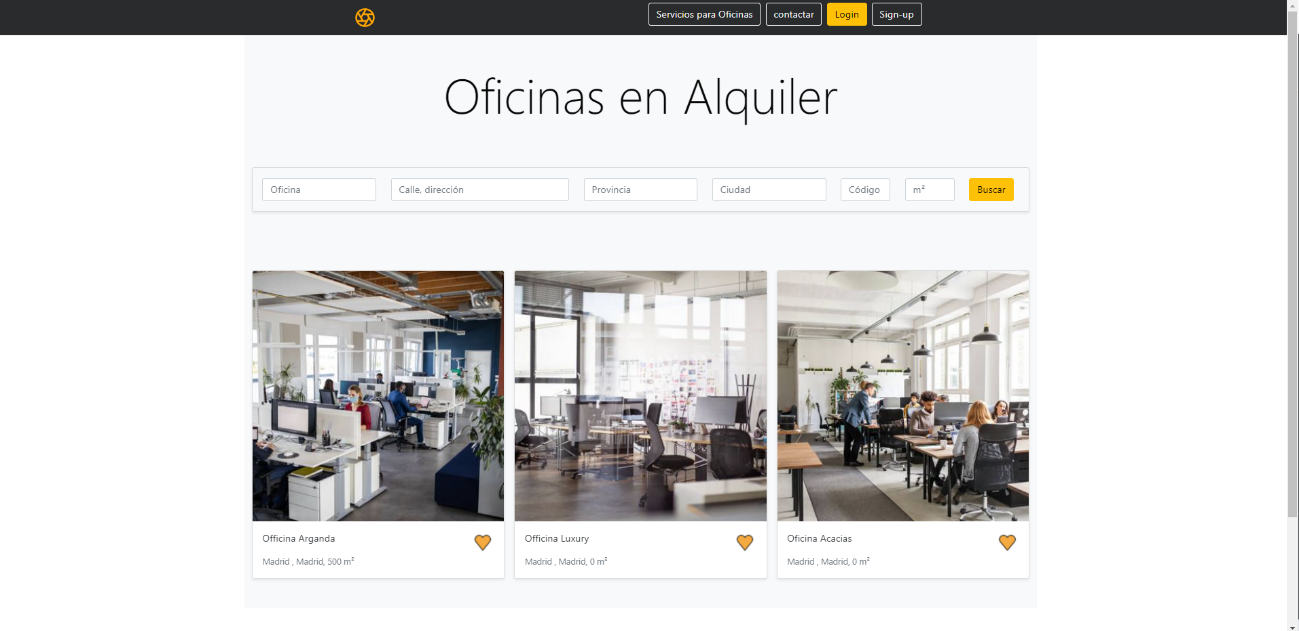 Servicios para Oficinas contactar Login Sign-up
Oficinas en Alquiler
Oficina Calle, dirección Provincia Ciudad Código m² Buscar
Officina Arganda
Madrid , Madrid, 500 m²
Officina Luxury
Madrid , Madrid, 0 m²
Oficina Acacias
Madrid , Madrid, 0 m²